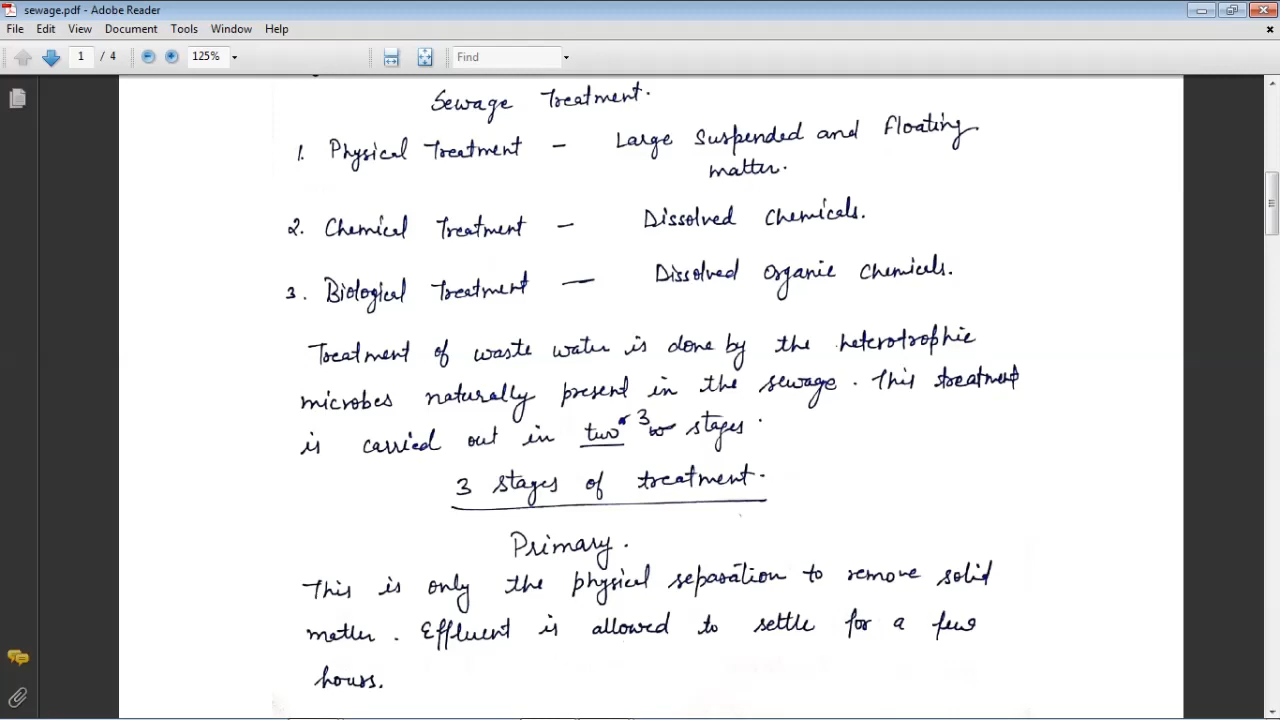 sewage.pdf - Adobe Reader
File Edit View Document Tools Window Help
1 / 4 125% Find
Sewage Treatment.
1. Physical Treatment - Large Suspended and Floating
matter.
2. Chemical Treatment - Dissolved Chemicals.
3. Biological Treatment - Dissolved Organic Chemicals.
Treatment of waste water is done by the heterotrophic
microbes naturally present in the sewage. This treatment
is carried out in two 3 stages.
3 stages of treatment.
Primary.
This is only the physical separation to remove solid
matter. Effluent is allowed to settle for a few
hours.